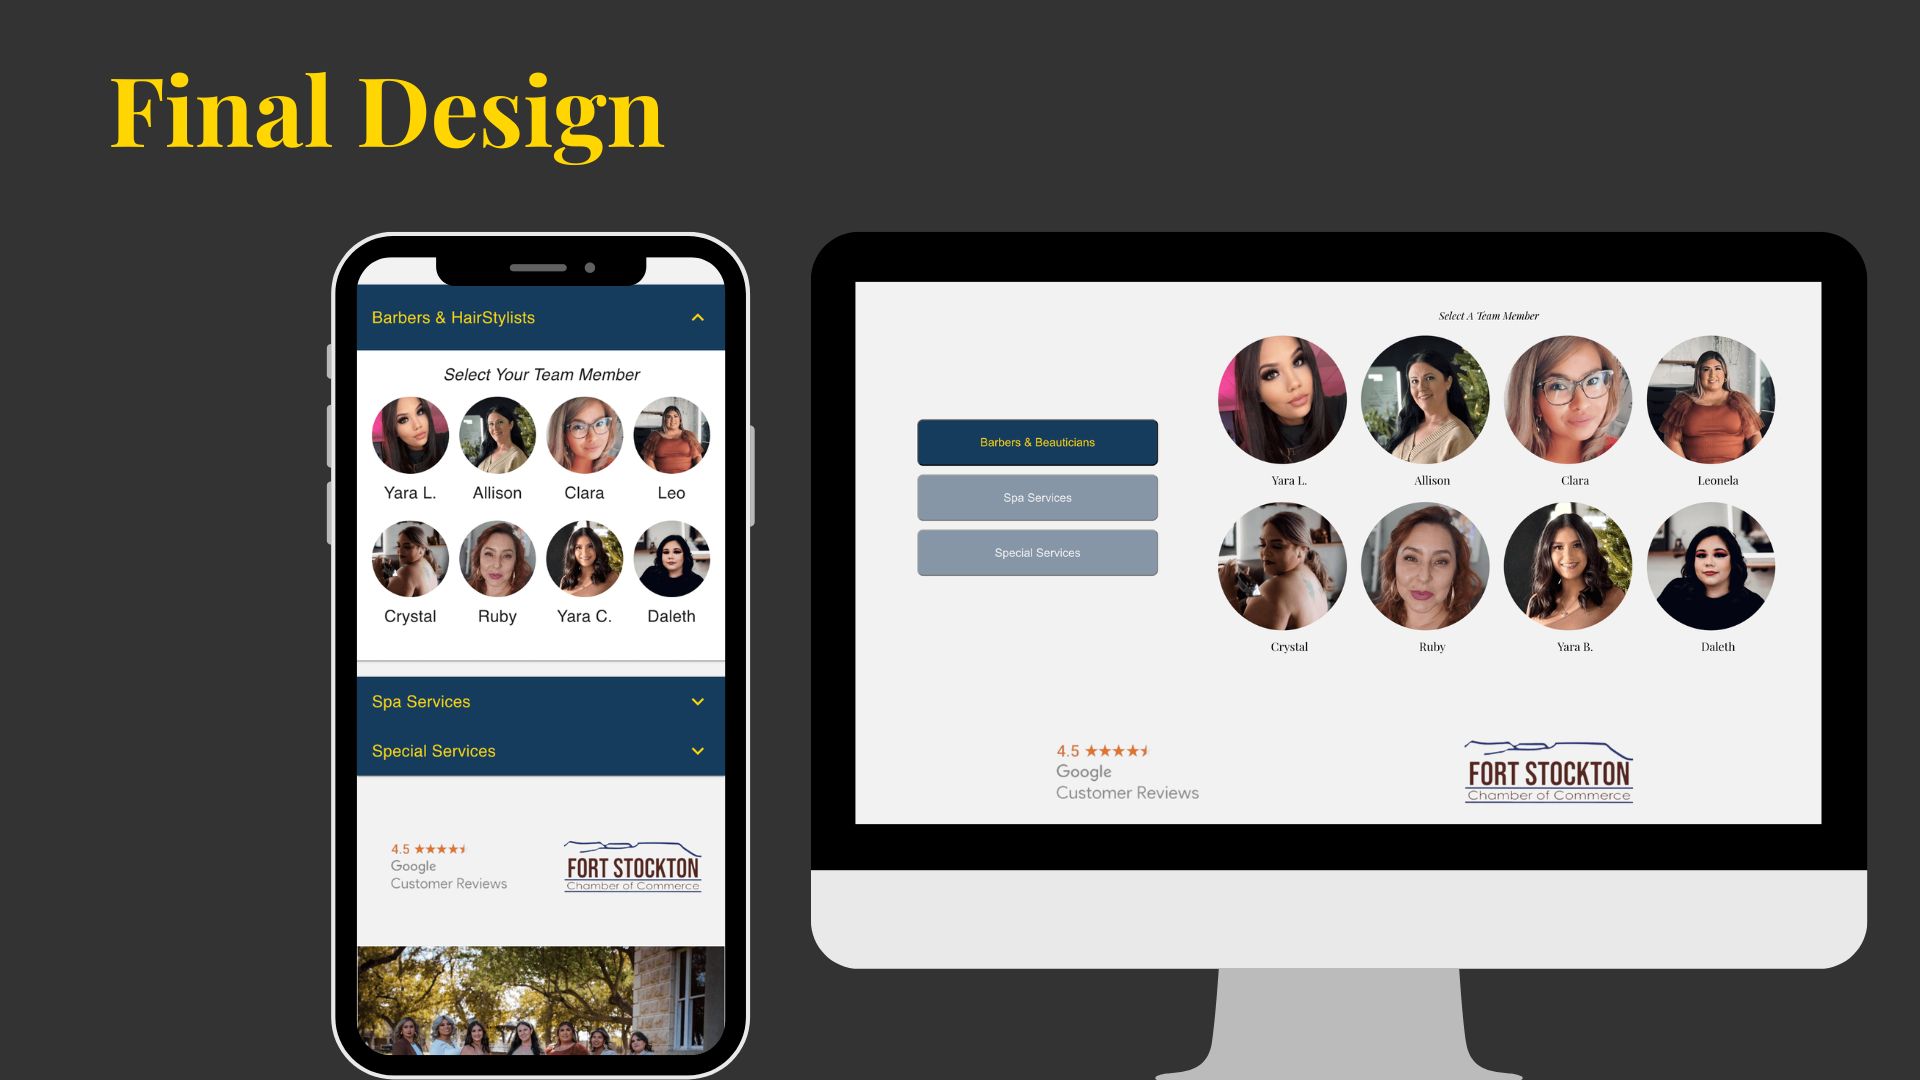 Final Design
Barbers & HairStylists
Select Your Team Member
Yara L. Allison Clara Leo
Crystal Ruby Yara C. Daleth
Spa Services
Special Services
4.5
Google
Customer Reviews
FORT STOCKTON
Chamber of Commerce
Select A Team Member
Barbers & Beauticians
Spa Services
Special Services
Yara L. Allison Clara Leonela
Crystal Ruby Yara B. Daleth
4.5
Google
Customer Reviews
FORT STOCKTON
Chamber of Commerce